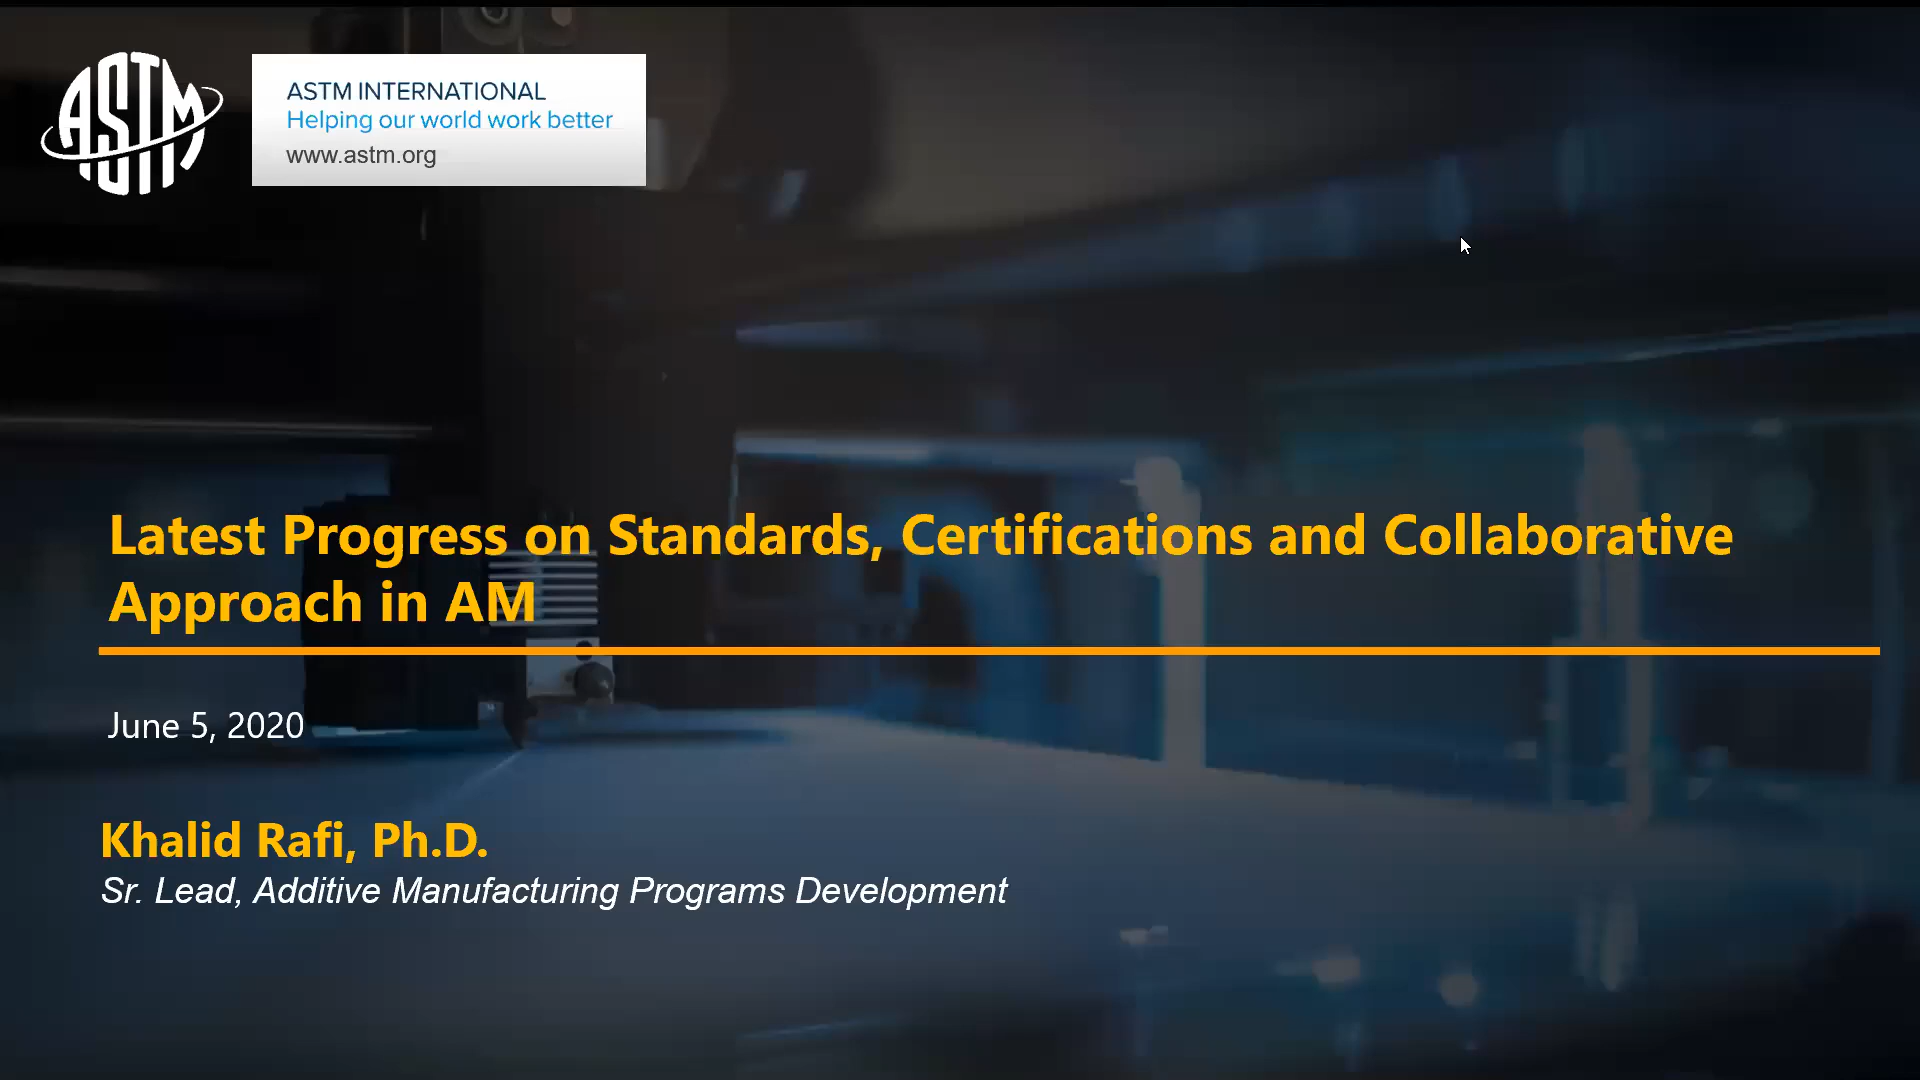 ASTM
ASTM INTERNATIONAL
Helping our world work better
www.astm.org
Latest Progress on Standards, Certifications and Collaborative
Approach in AM
June 5, 2020
Khalid Rafi, Ph.D.
Sr. Lead, Additive Manufacturing Programs Development